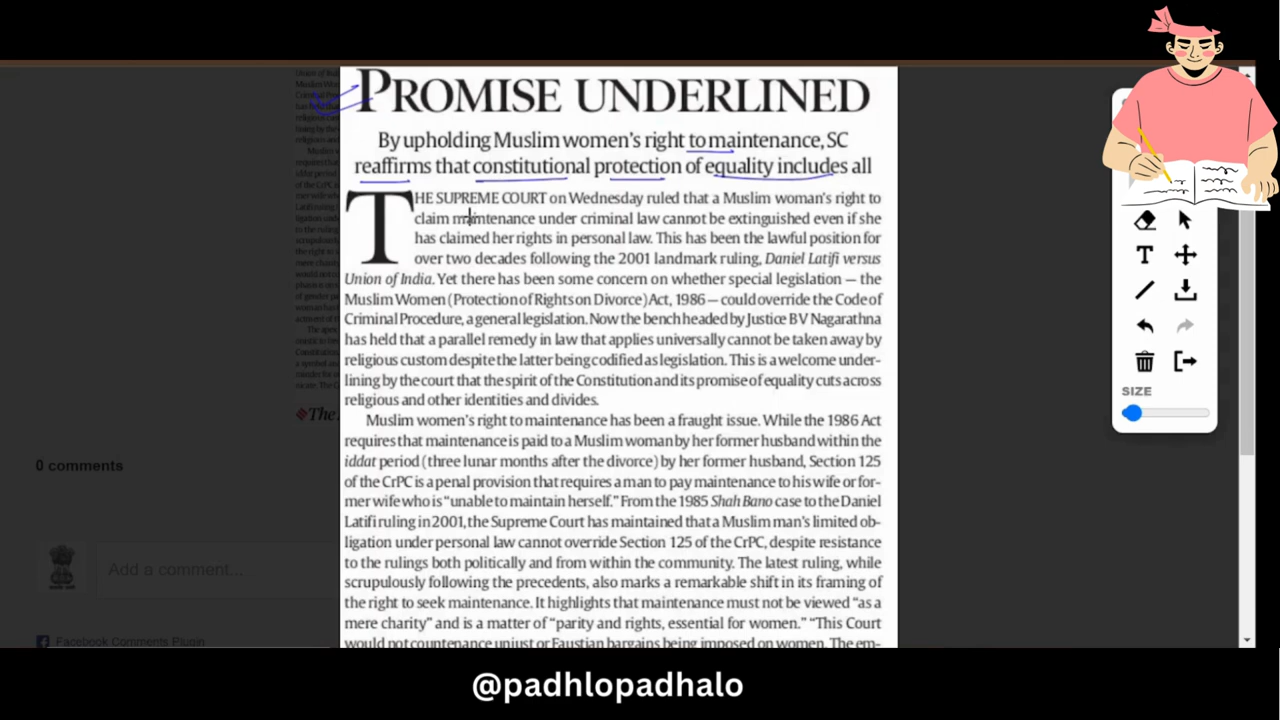 PROMISE UNDERLINED
By upholding Muslim women's right to maintenance, SC
reaffirms that constitutional protection of equality includes all
THE SUPREME COURT on Wednesday ruled that a Muslim woman's right to
claim maintenance under criminal law cannot be extinguished even if she
has claimed her rights in personal law. This has been the lawful position for
over two decades following the 2001 landmark ruling, Daniel Latifi versus
Union of India. Yet there has been some concern on whether special legislation — the
Muslim Women (Protection of Rights on Divorce) Act, 1986 — could override the Code of
Criminal Procedure, a general legislation. Now the bench headed by Justice BV Nagarathna
has held that a parallel remedy in law that applies universally cannot be taken away by
religious custom despite the latter being codified as legislation. This is a welcome under-
lining by the court that the spirit of the Constitution and its promise of equality cuts across
religious and other identities and divides.
Muslim women's right to maintenance has been a fraught issue. While the 1986 Act
requires that maintenance is paid to a Muslim woman by her former husband within the
iddat period (three lunar months after the divorce) by her former husband, Section 125
of the CrPC is a penal provision that requires a man to pay maintenance to his wife or for-
mer wife who is "unable to maintain herself." From the 1985 Shah Bano case to the Daniel
Latifi ruling in 2001, the Supreme Court has maintained that a Muslim man's limited ob-
ligation under personal law cannot override Section 125 of the CrPC, despite resistance
to the rulings both politically and from within the community. The latest ruling, while
scrupulously following the precedents, also marks a remarkable shift in its framing of
the right to seek maintenance. It highlights that maintenance must not be viewed "as a
mere charity" and is a matter of "parity and rights, essential for women." "This Court
would not countenance unjust or Faustian bargains being imposed on women. The em-
The
0 comments
Add a comment...
Facebook Comments Plugin
T
SIZE
@padhlopadhalo